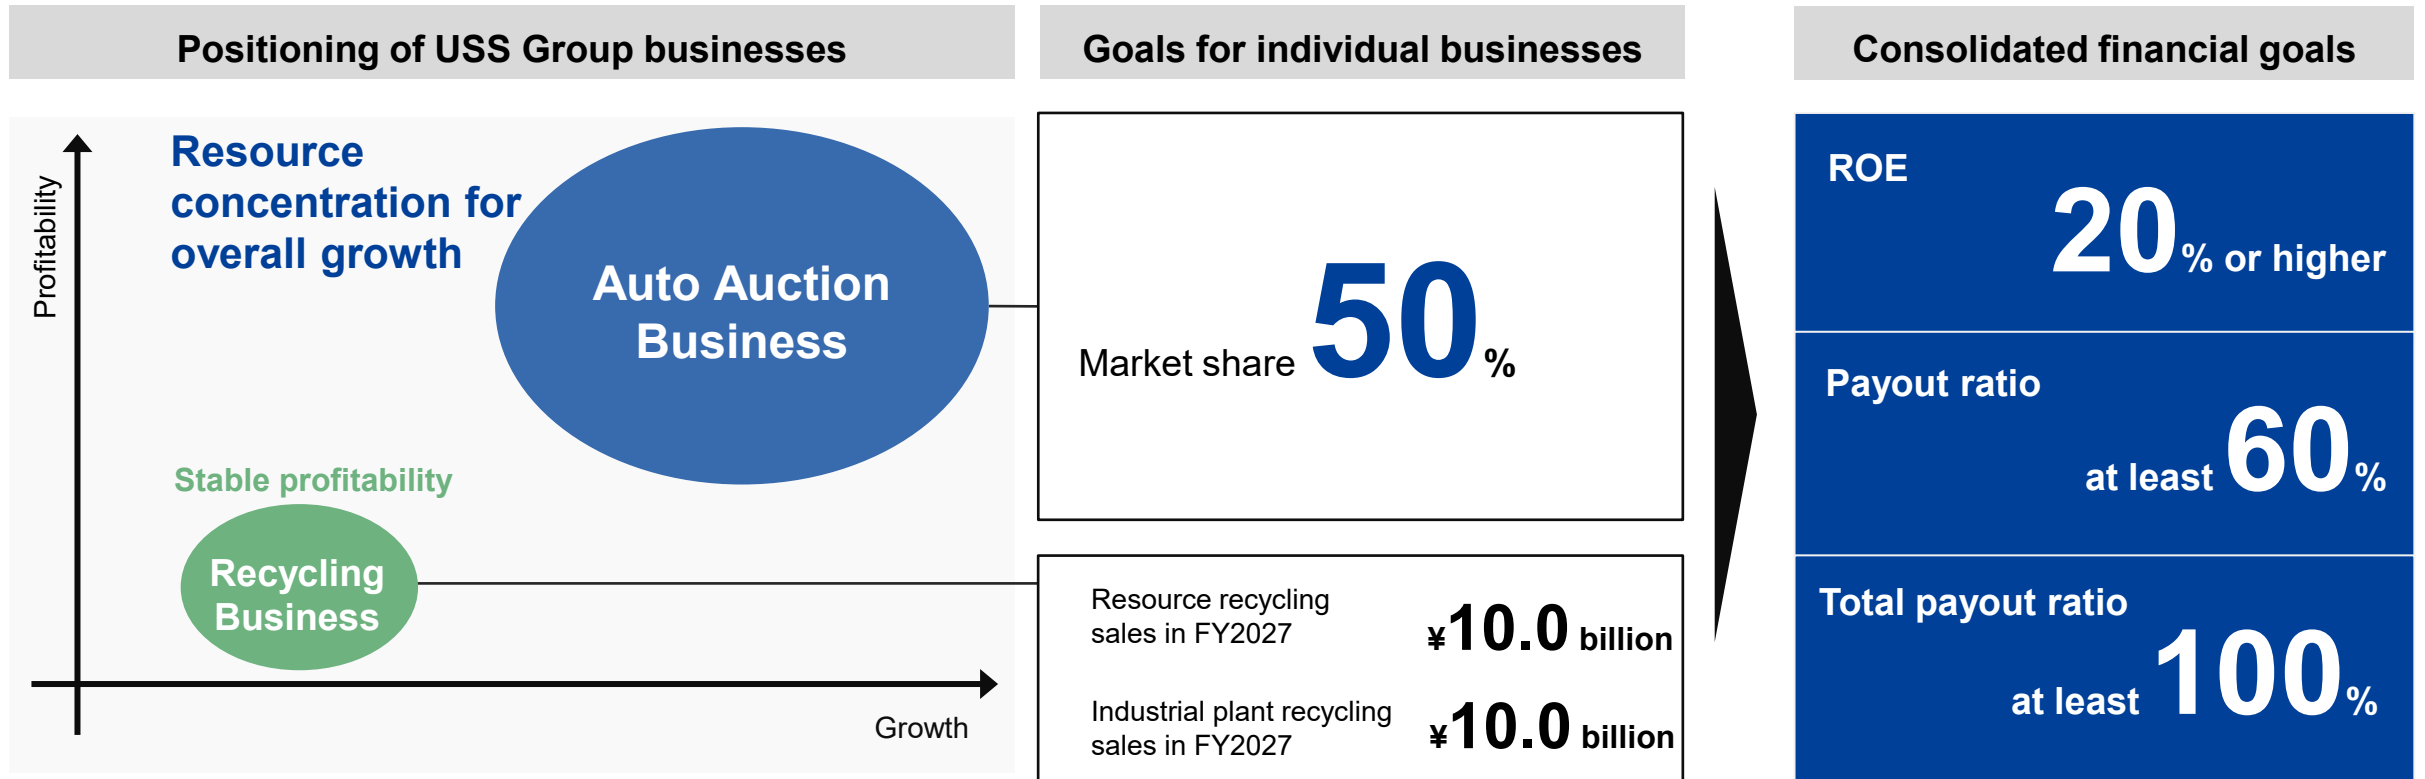 Positioning of USS Group businesses
Profitability
Resource
concentration for
overall growth
Auto Auction
Business
Stable profitability
Recycling
Business
Growth
Goals for individual businesses
Market share 50%
Resource recycling
sales in FY2027
¥10.0 billion
Industrial plant recycling
sales in FY2027
¥10.0 billion
Consolidated financial goals
ROE
20% or higher
Payout ratio
at least 60%
Total payout ratio
at least 100%